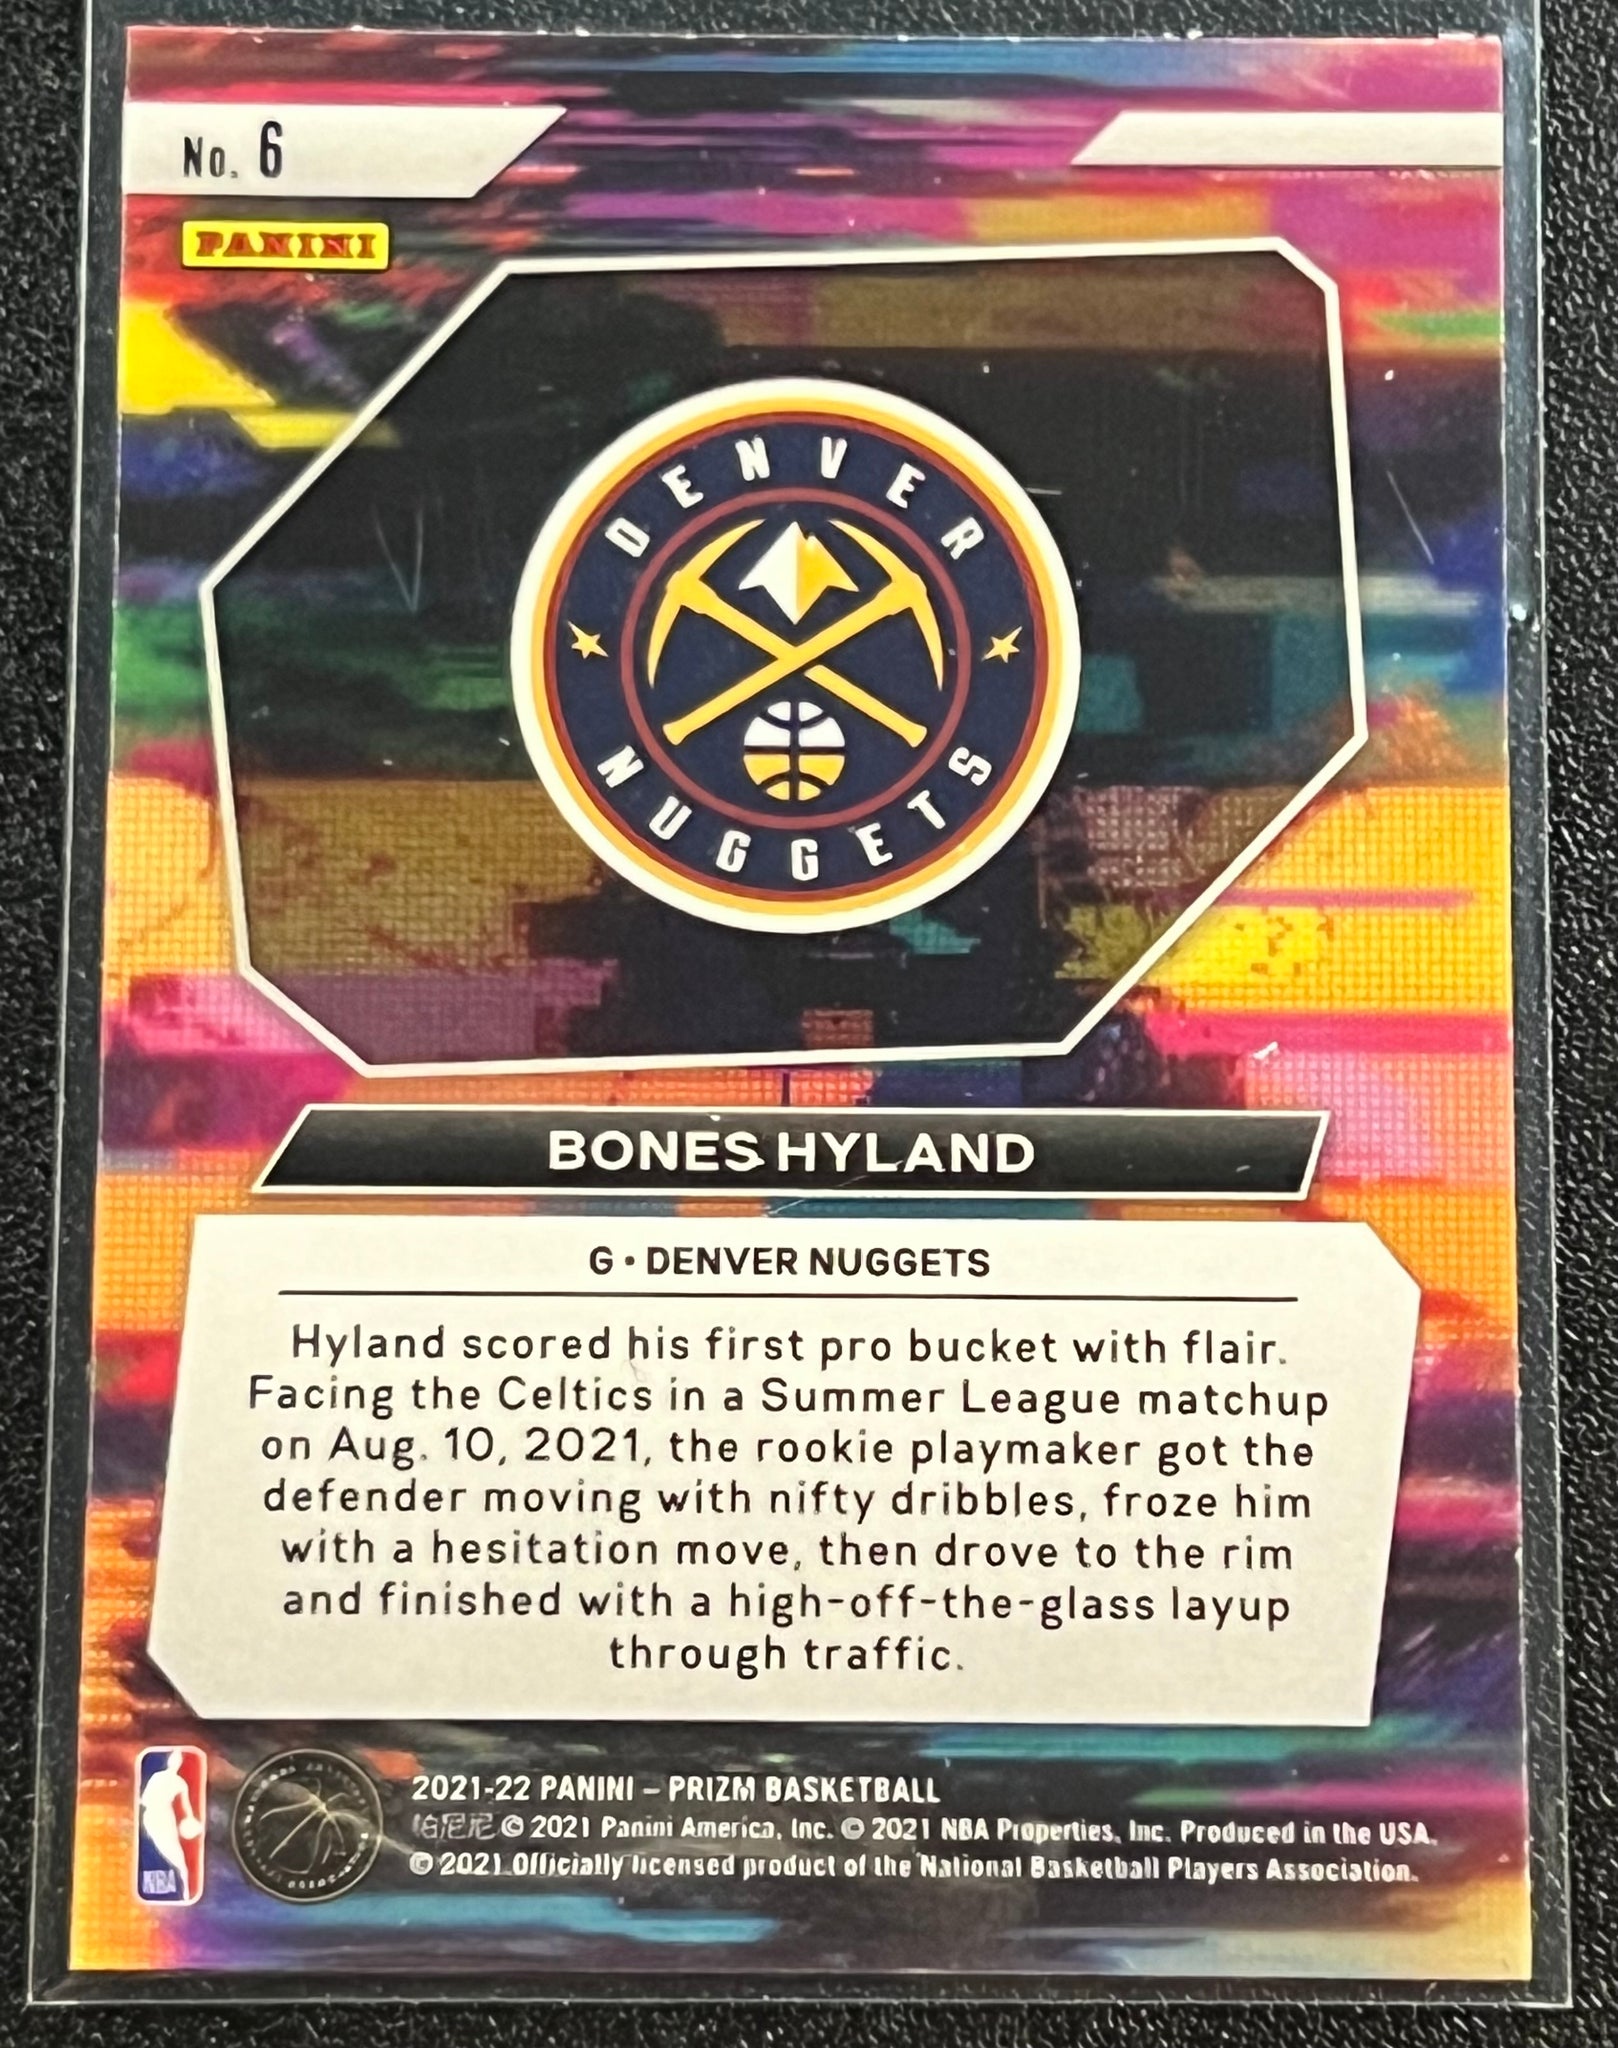 No. 6
PANINI
DENVER
NUGGETS
BONES HYLAND
G • DENVER NUGGETS
Hyland scored his first pro bucket with flair.
Facing the Celtics in a Summer League matchup
on Aug. 10, 2021, the rookie playmaker got the
defender moving with nifty dribbles, froze him
with a hesitation move, then drove to the rim
and finished with a high-off-the-glass layup
through traffic.
NBA
2021-22 PANINI – PRIZM BASKETBALL
© 2021 Panini America, Inc. © 2021 NBA Properties, Inc. Produced in the USA.
© 2021 Officially licensed product of the National Basketball Players Association.